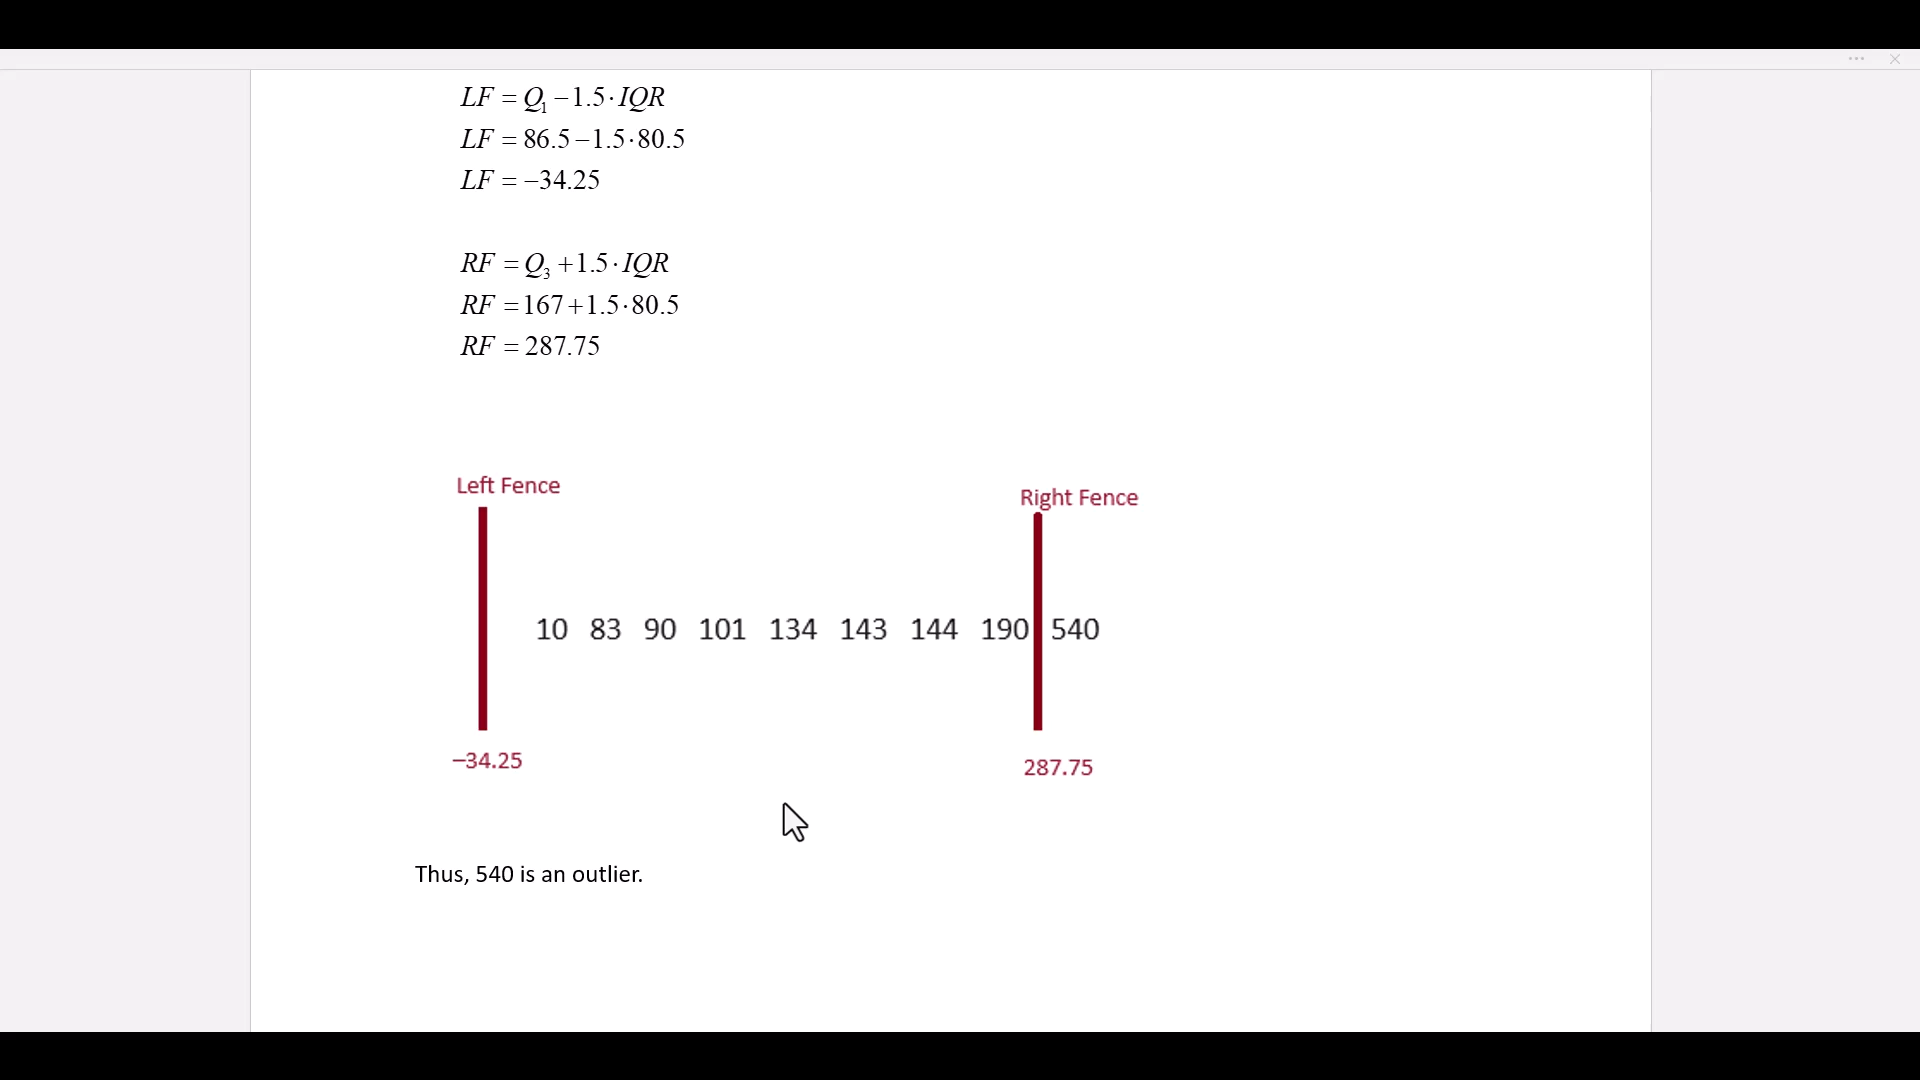 LF = Q₁ − 1.5 · IQR
LF = 86.5 − 1.5 · 80.5
LF = −34.25
RF = Q₃ + 1.5 · IQR
RF = 167 + 1.5 · 80.5
RF = 287.75
Left Fence
Right Fence
10 83 90 101 134 143 144 190 540
−34.25
287.75
Thus, 540 is an outlier.